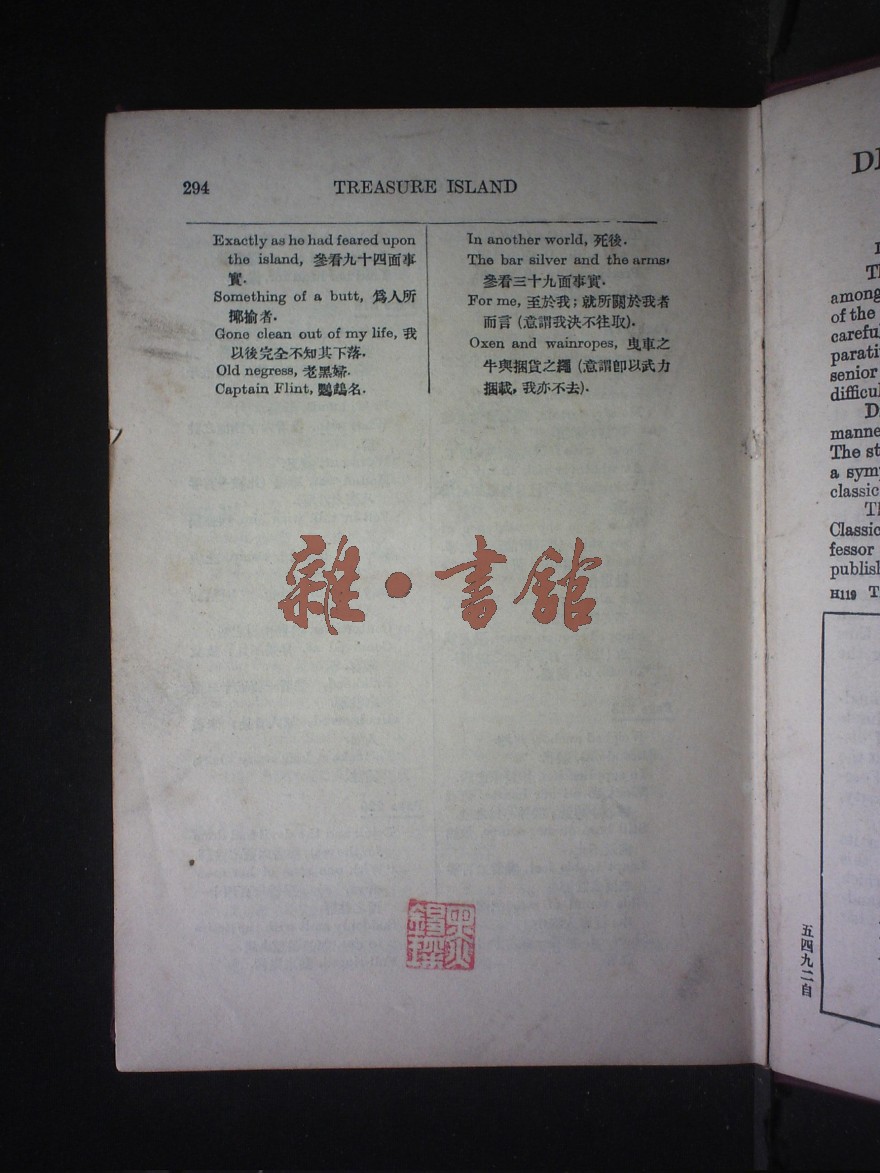 294
TREASURE ISLAND
Exactly as he had feared upon
the island, 參看九十四面事
實.
Something of a butt, 爲人所
揶揄者.
Gone clean out of my life, 我
以後完全不知其下落.
Old negress, 老黑婦.
Captain Flint, 鸚鵡名.
In another world, 死後.
The bar silver and the arms,
參看三十九面事實.
For me, 至於我; 就所關於我者
而言 (意謂我決不往取).
Oxen and wainropes, 曳車之
牛與捆貨之繩 (意謂卽以武力
捆載, 我亦不去).
雜·書館
among
of the
careful
parati
senior
difficul
manne
The st
a sym
classic
Classic
fessor
publis
H119 T
五四九二自